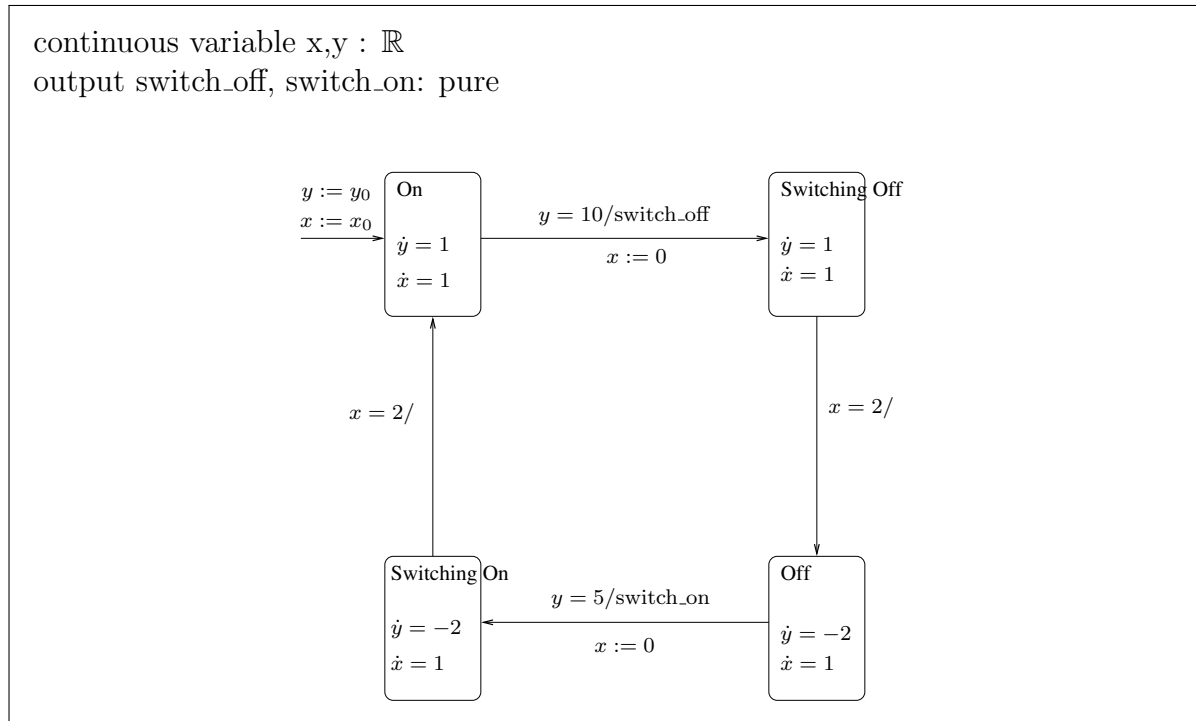 continuous variable x,y : ℝ
output switch_off, switch_on: pure
y := y₀
x := x₀
On
ẏ = 1
ẋ = 1
y = 10/switch_off
x := 0
Switching Off
ẏ = 1
ẋ = 1
x = 2/
x = 2/
Switching On
ẏ = −2
ẋ = 1
y = 5/switch_on
x := 0
Off
ẏ = −2
ẋ = 1